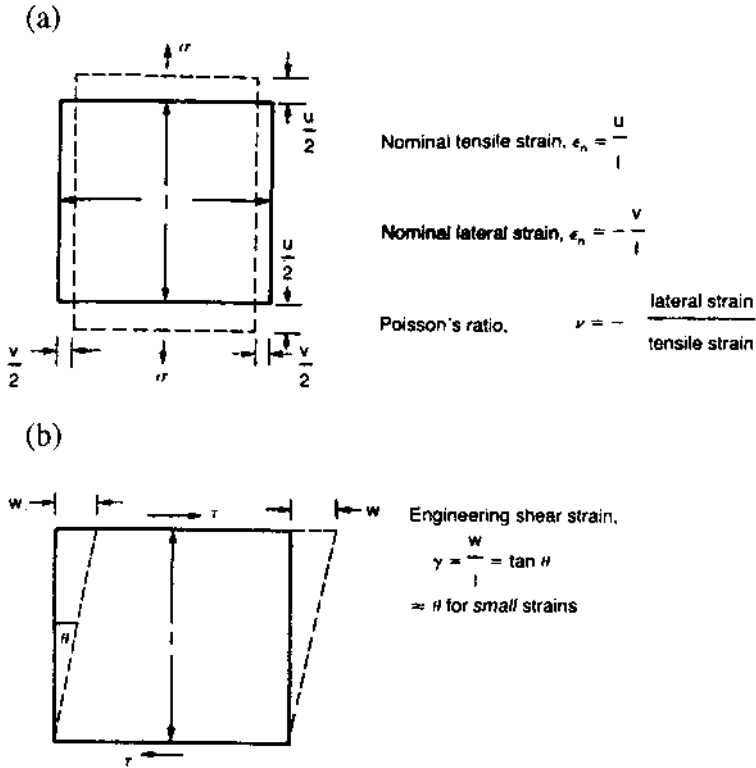 (a)
σ
u
2
l
u
2
v
2
v
2
σ
Nominal tensile strain, ϵn = u
l
Nominal lateral strain, ϵn = - v
l
Poisson's ratio, ν = - lateral strain
tensile strain
(b)
w
τ
w
θ
l
τ
Engineering shear strain,
γ = w
l
= tan θ
≈ θ for small strains